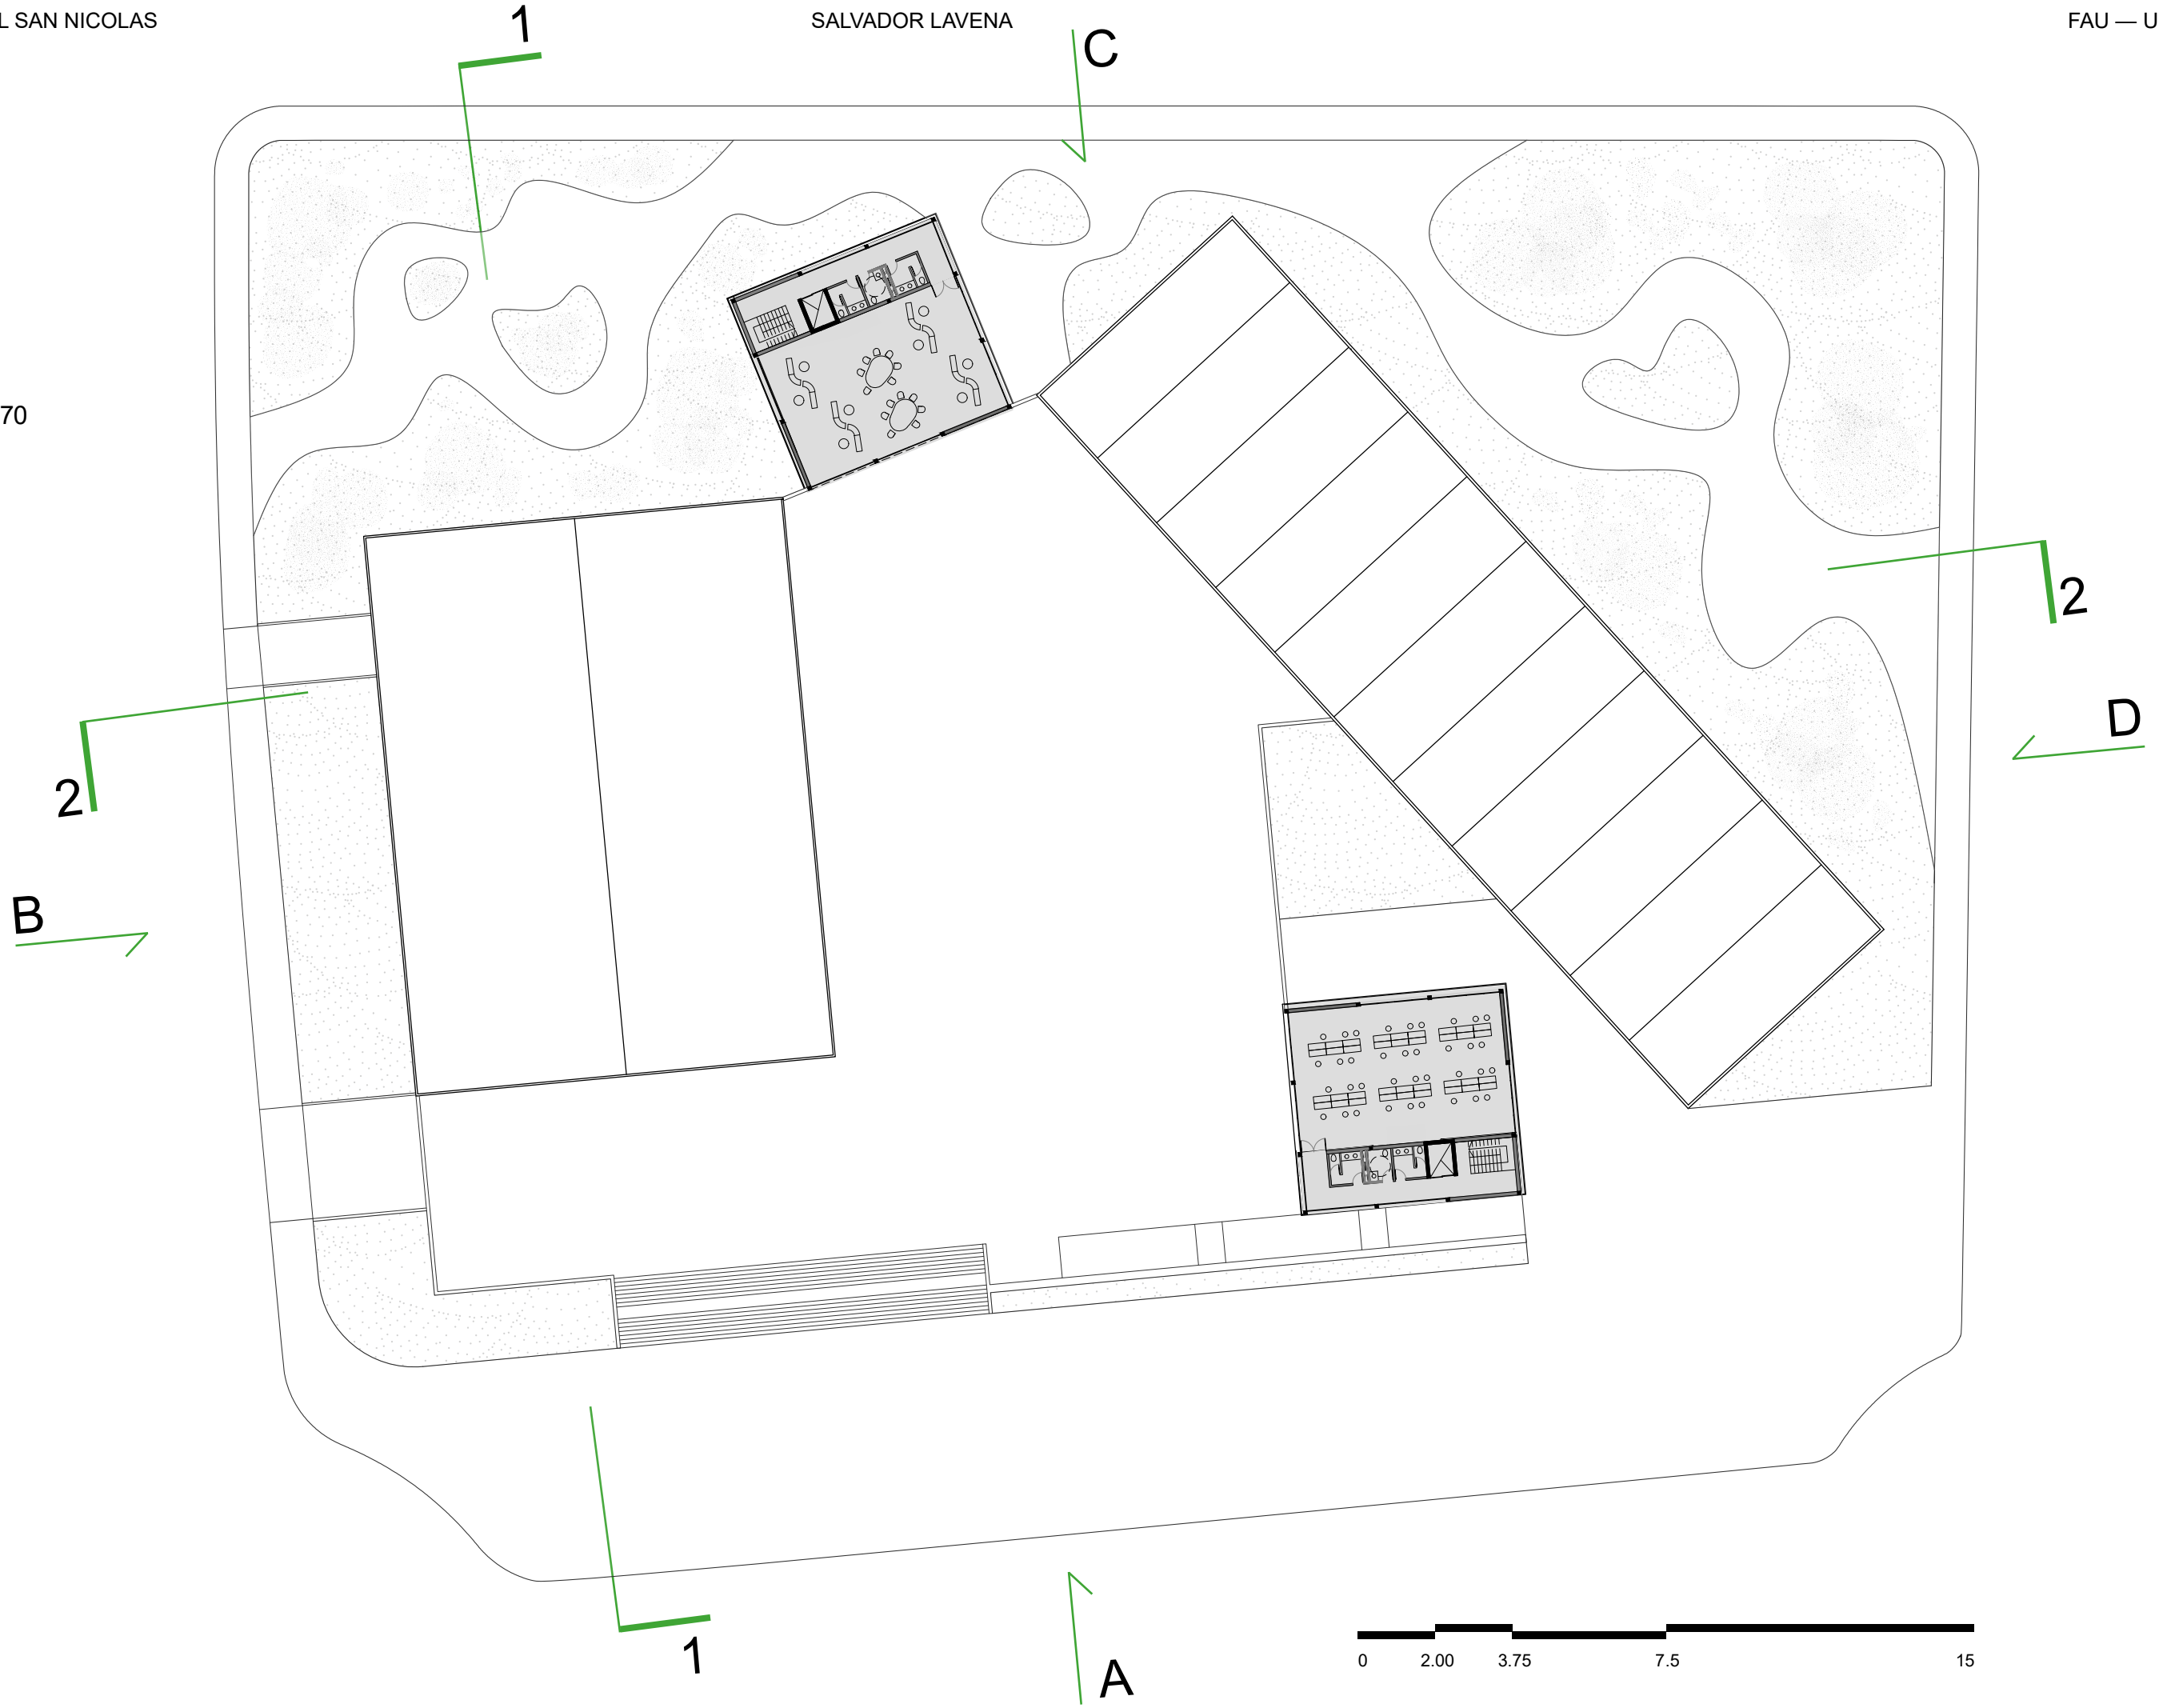 L SAN NICOLAS
SALVADOR LAVENA
FAU — U
1
C
70
2
D
2
B
1
A
0 2.00 3.75 7.5 15